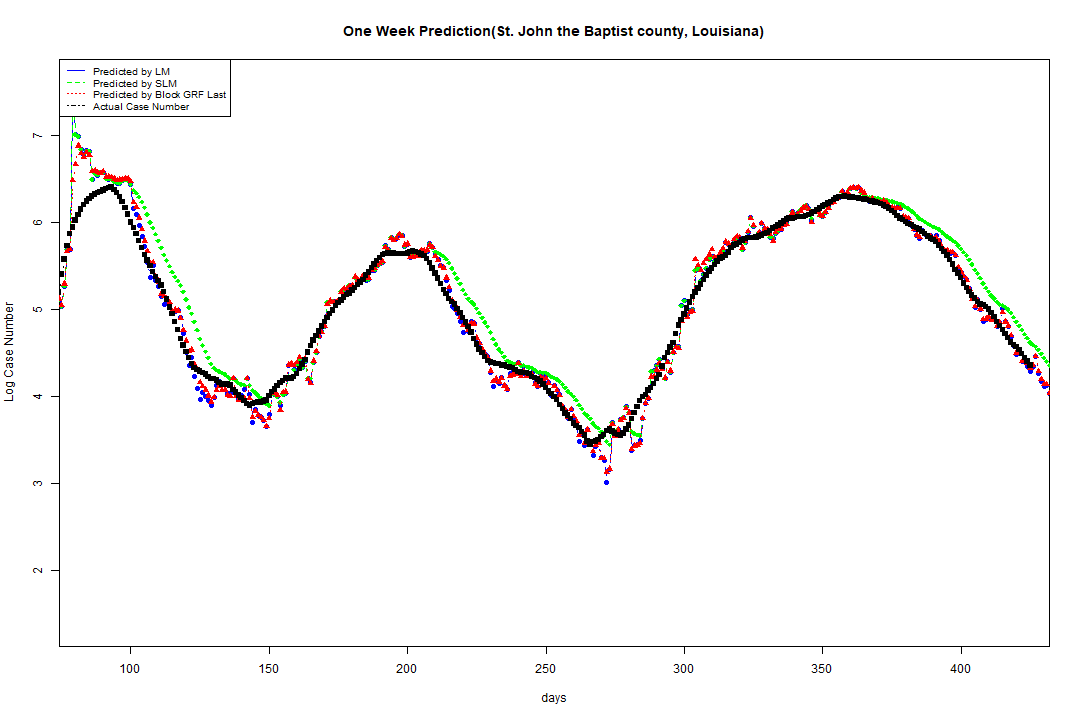 One Week Prediction(St. John the Baptist county, Louisiana)
Predicted by LM
Predicted by SLM
Predicted by Block GRF Last
Actual Case Number
7
6
5
4
3
2
Log Case Number
100 150 200 250 300 350 400
days